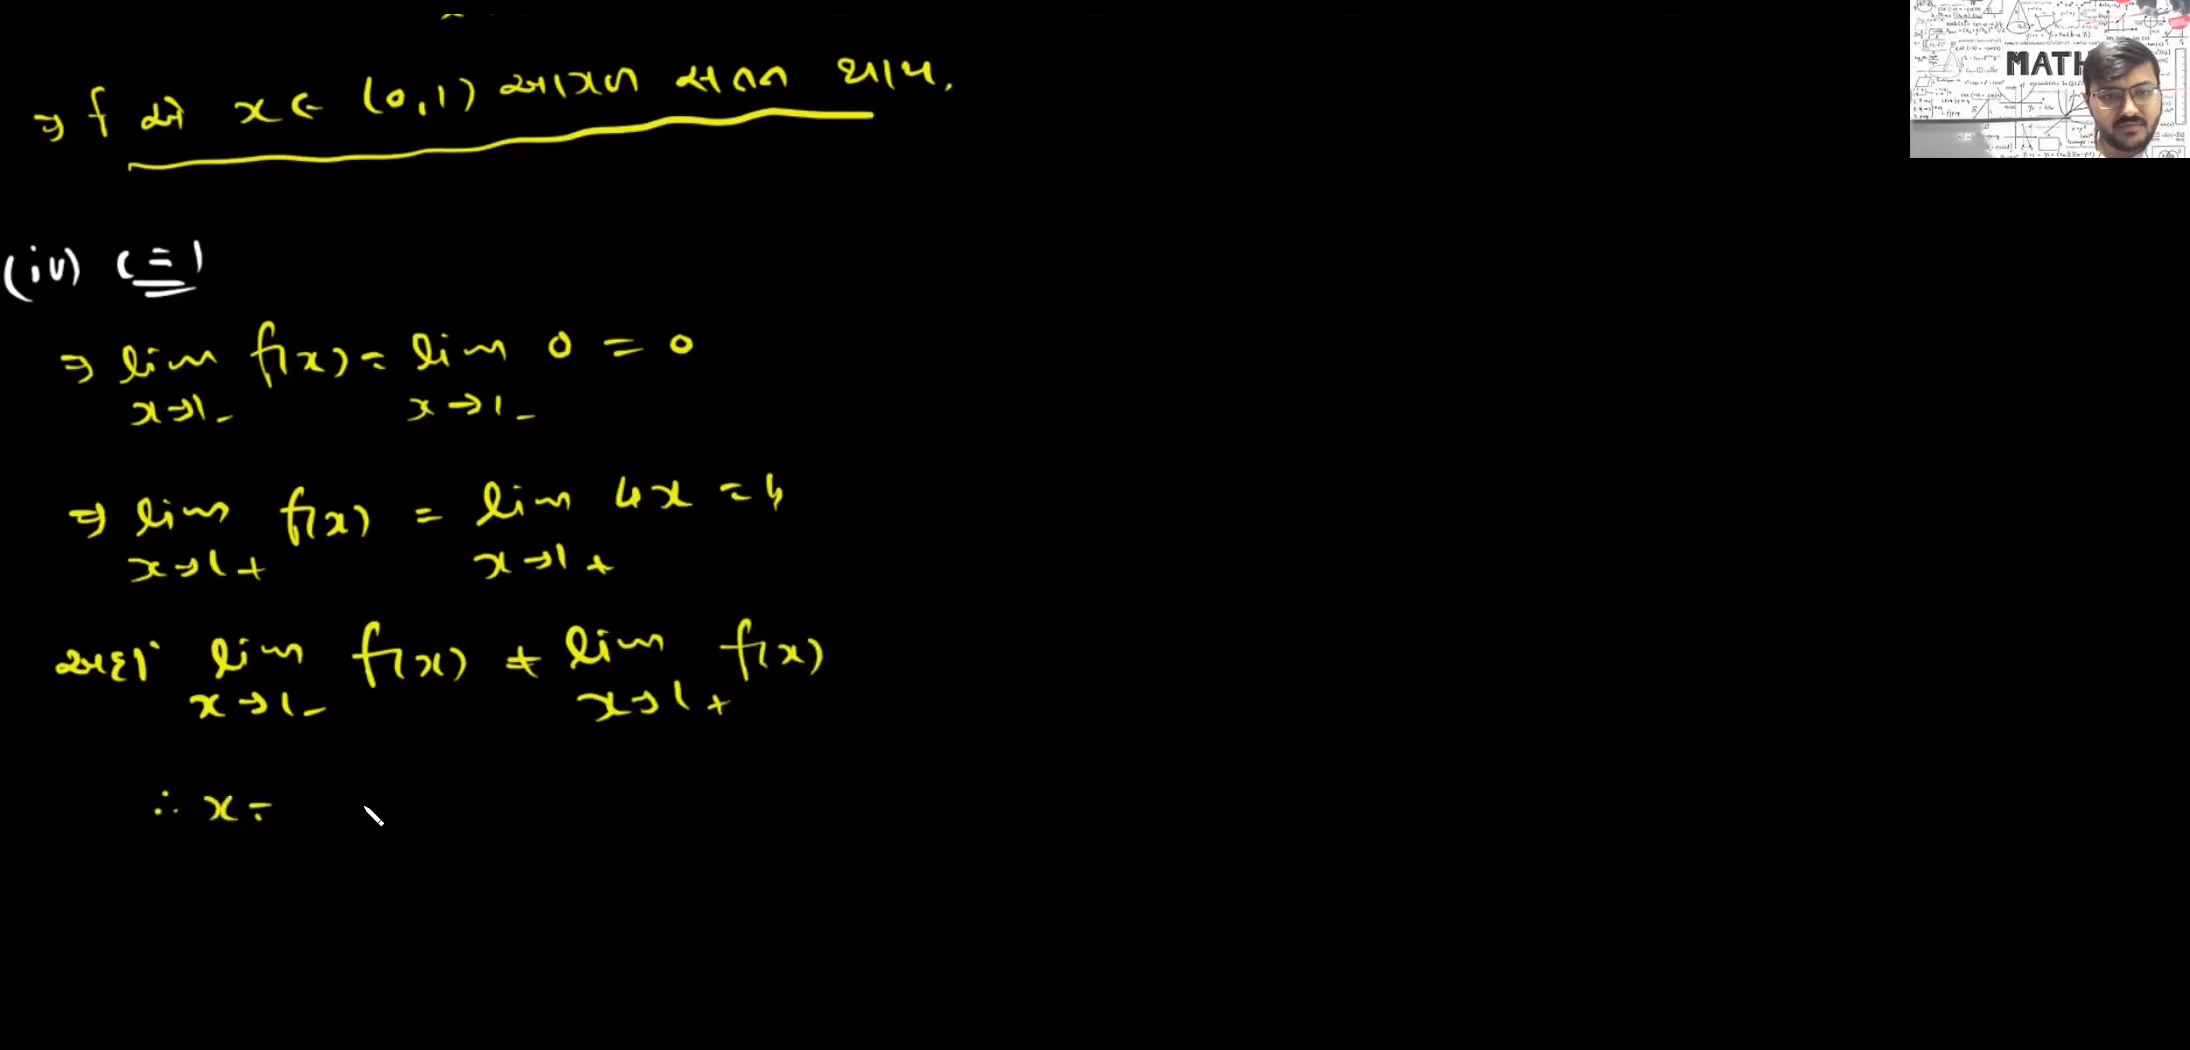 ⇒ f એ x ∈ (0,1) આગળ સતત થાય.
MATH
(iv) c=1
⇒ lim f(x) = lim 0 = 0
x→1- x→1-
⇒ lim f(x) = lim 4x = 4
x→1+ x→1+
અહીં lim f(x) ≠ lim f(x)
x→1- x→1+
∴ x=